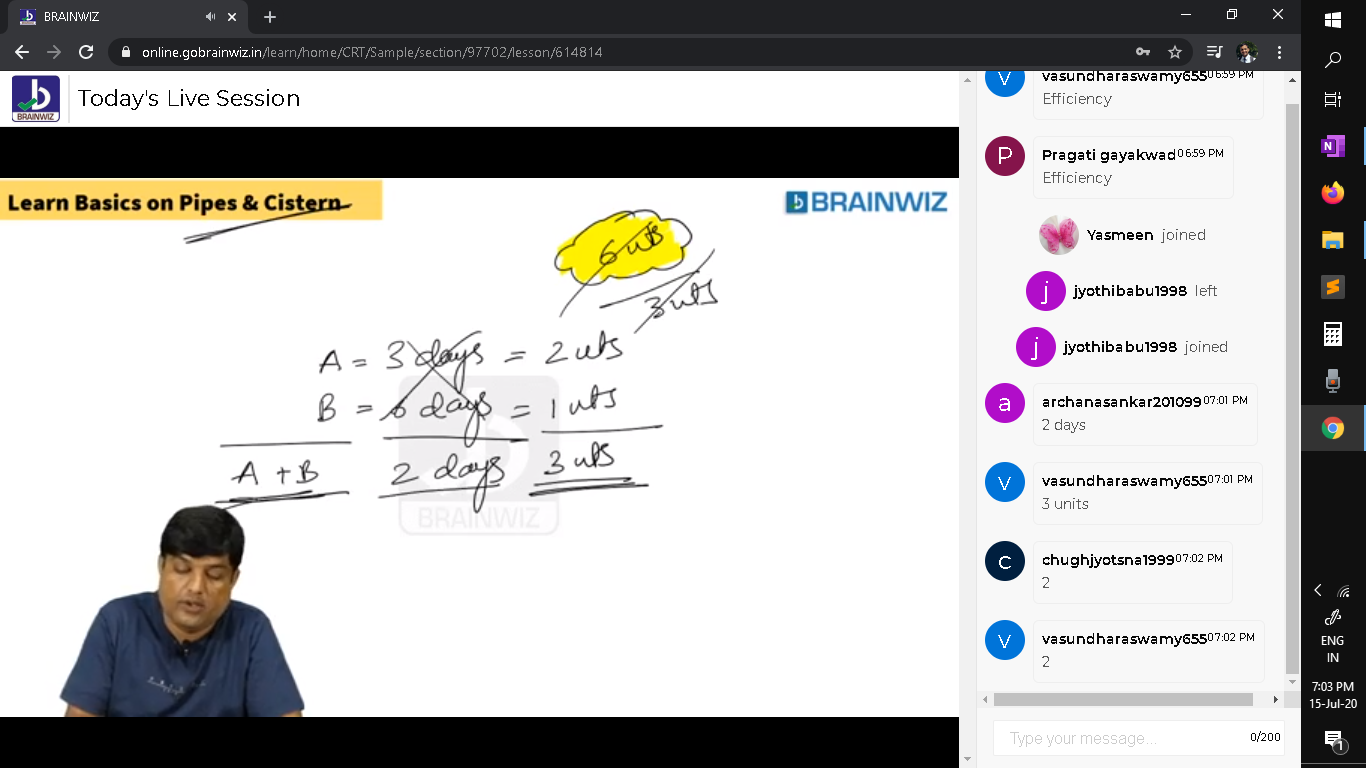 BRAINWIZ
online.gobrainwiz.in/learn/home/CRT/Sample/section/97702/lesson/614814
BRAINWIZ
Today's Live Session
Learn Basics on Pipes & Cistern
BRAINWIZ
6 uts
3 uts
A = 3 days = 2 uts
B = 6 days = 1 uts
A + B 2 days 3 uts
BRAINWIZ
vasundharaswamy655 06:59 PM
Efficiency
P
Pragati gayakwad 06:59 PM
Efficiency
Yasmeen joined
j
jyothibabu1998 left
j
jyothibabu1998 joined
a
archanasankar201099 07:01 PM
2 days
V
vasundharaswamy655 07:01 PM
3 units
c
chughjyotsna1999 07:02 PM
2
V
vasundharaswamy655 07:02 PM
2
Type your message...
0/200
ENG
IN
7:03 PM
15-Jul-20
1